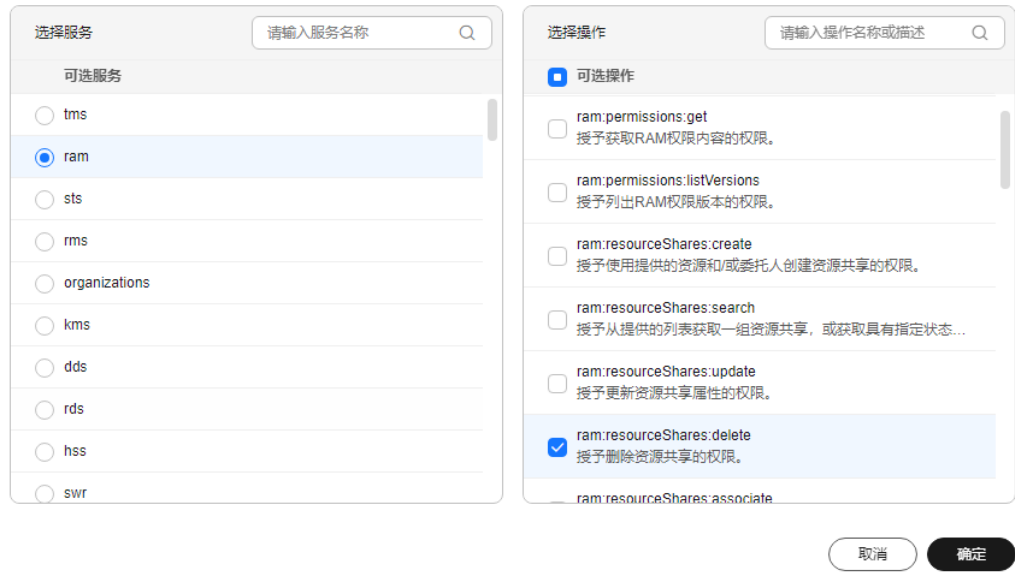 选择服务
请输入服务名称
可选服务
tms
ram
sts
rms
organizations
kms
dds
rds
hss
swr
选择操作
请输入操作名称或描述
可选操作
ram:permissions:get
授予获取RAM权限内容的权限。
ram:permissions:listVersions
授予列出RAM权限版本的权限。
ram:resourceShares:create
授予使用提供的资源和/或委托人创建资源共享的权限。
ram:resourceShares:search
授予从提供的列表获取一组资源共享，或获取具有指定状态...
ram:resourceShares:update
授予更新资源共享属性的权限。
ram:resourceShares:delete
授予删除资源共享的权限。
ram:resourceShares:associate
取消
确定